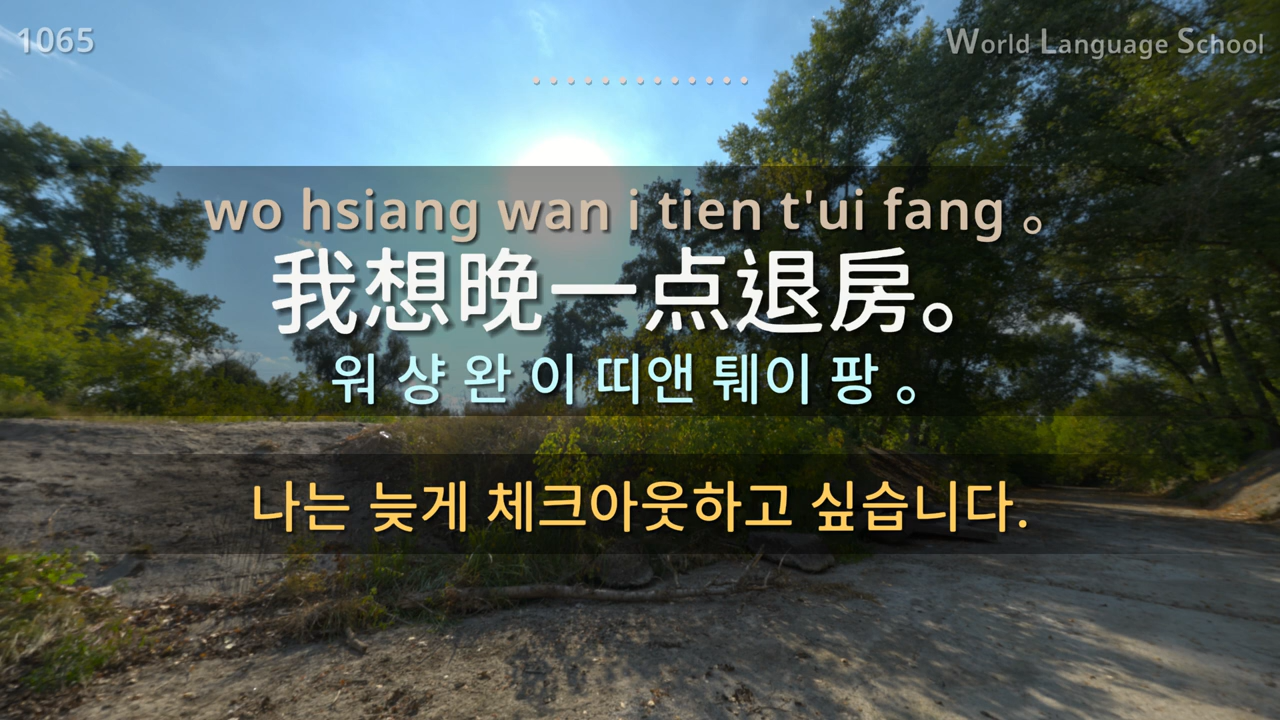 1065
World Language School
wo hsiang wan i tien t'ui fang 。
我想晚一点退房。
워 샹 완 이 띠앤 퉤이 팡 。
나는 늦게 체크아웃하고 싶습니다.